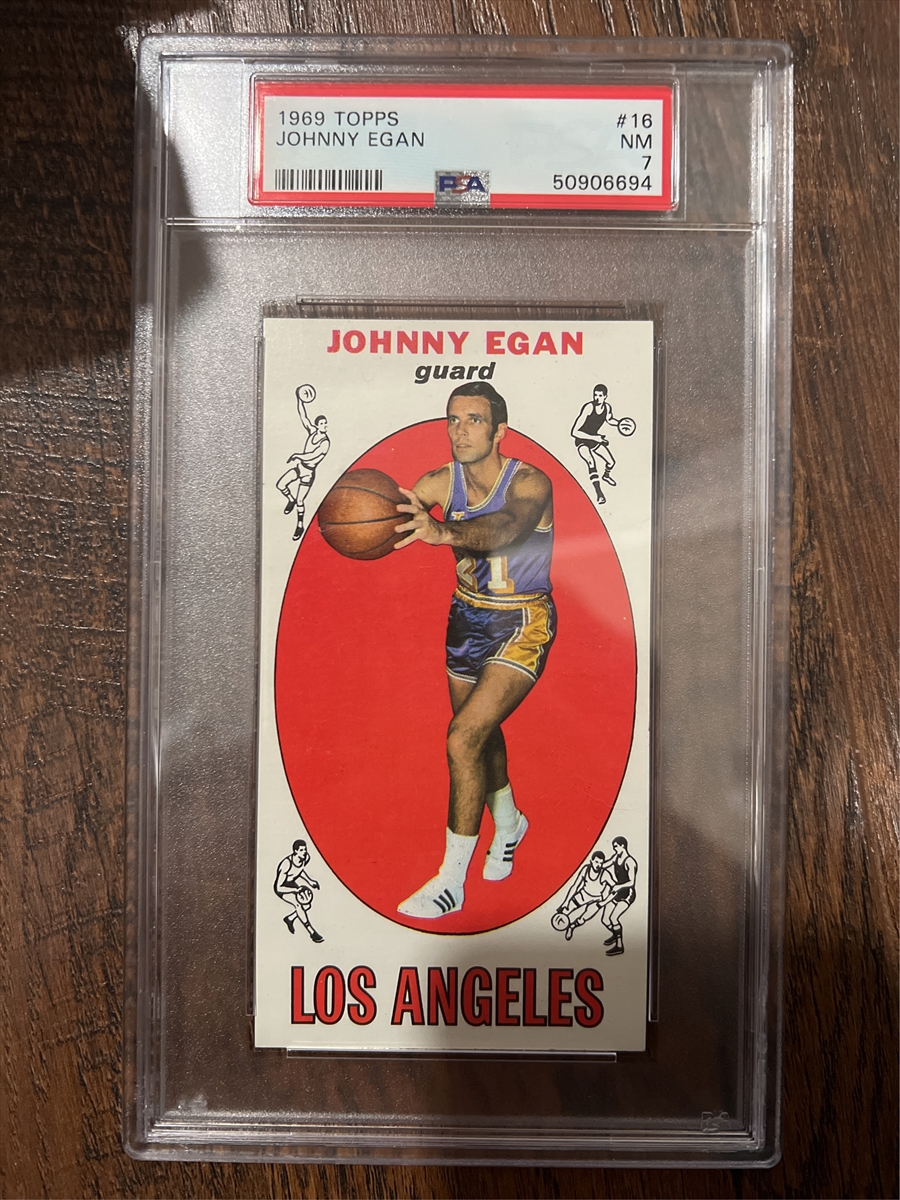 1969 TOPPS #16
JOHNNY EGAN NM
7
PSA 50906694
JOHNNY EGAN
guard
21
LOS ANGELES